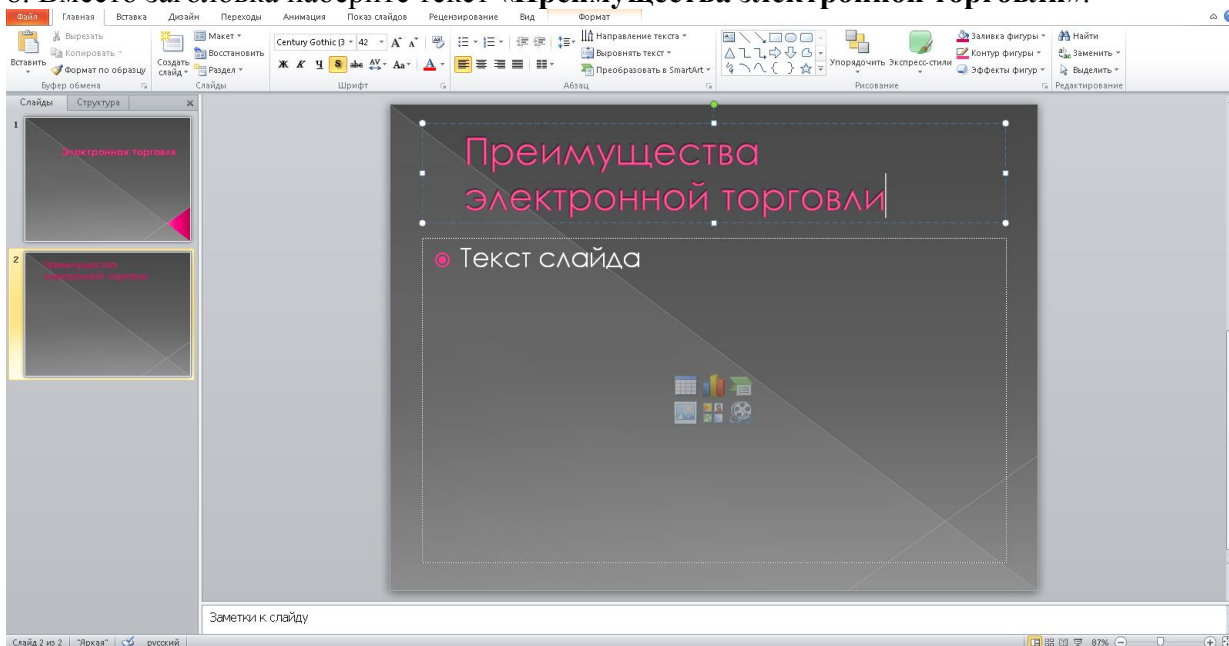 8. Вместо заголовка наберите текст «Преимущества электронной торговли».
Файл Главная Вставка Дизайн Переходы Анимация Показ слайдов Рецензирование Вид Формат
Вставить
Вырезать
Копировать
Формат по образцу
Буфер обмена
Создать слайд
Макет
Восстановить
Раздел
Слайды
Century Gothic (З 42
Ж К Ч S abc AV Aa A
Шрифт
Направление текста
Выровнять текст
Преобразовать в SmartArt
Абзац
Упорядочить Экспресс-стили
Заливка фигуры
Контур фигуры
Эффекты фигур
Рисование
Найти
Заменить
Выделить
Редактирование
Слайды Структура
1
Электронная торговля
2
Преимущества
электронной торговли
Преимущества
электронной торговли
Текст слайда
Заметки к слайду
Слайд 2 из 2 "Яркая" русский 87%